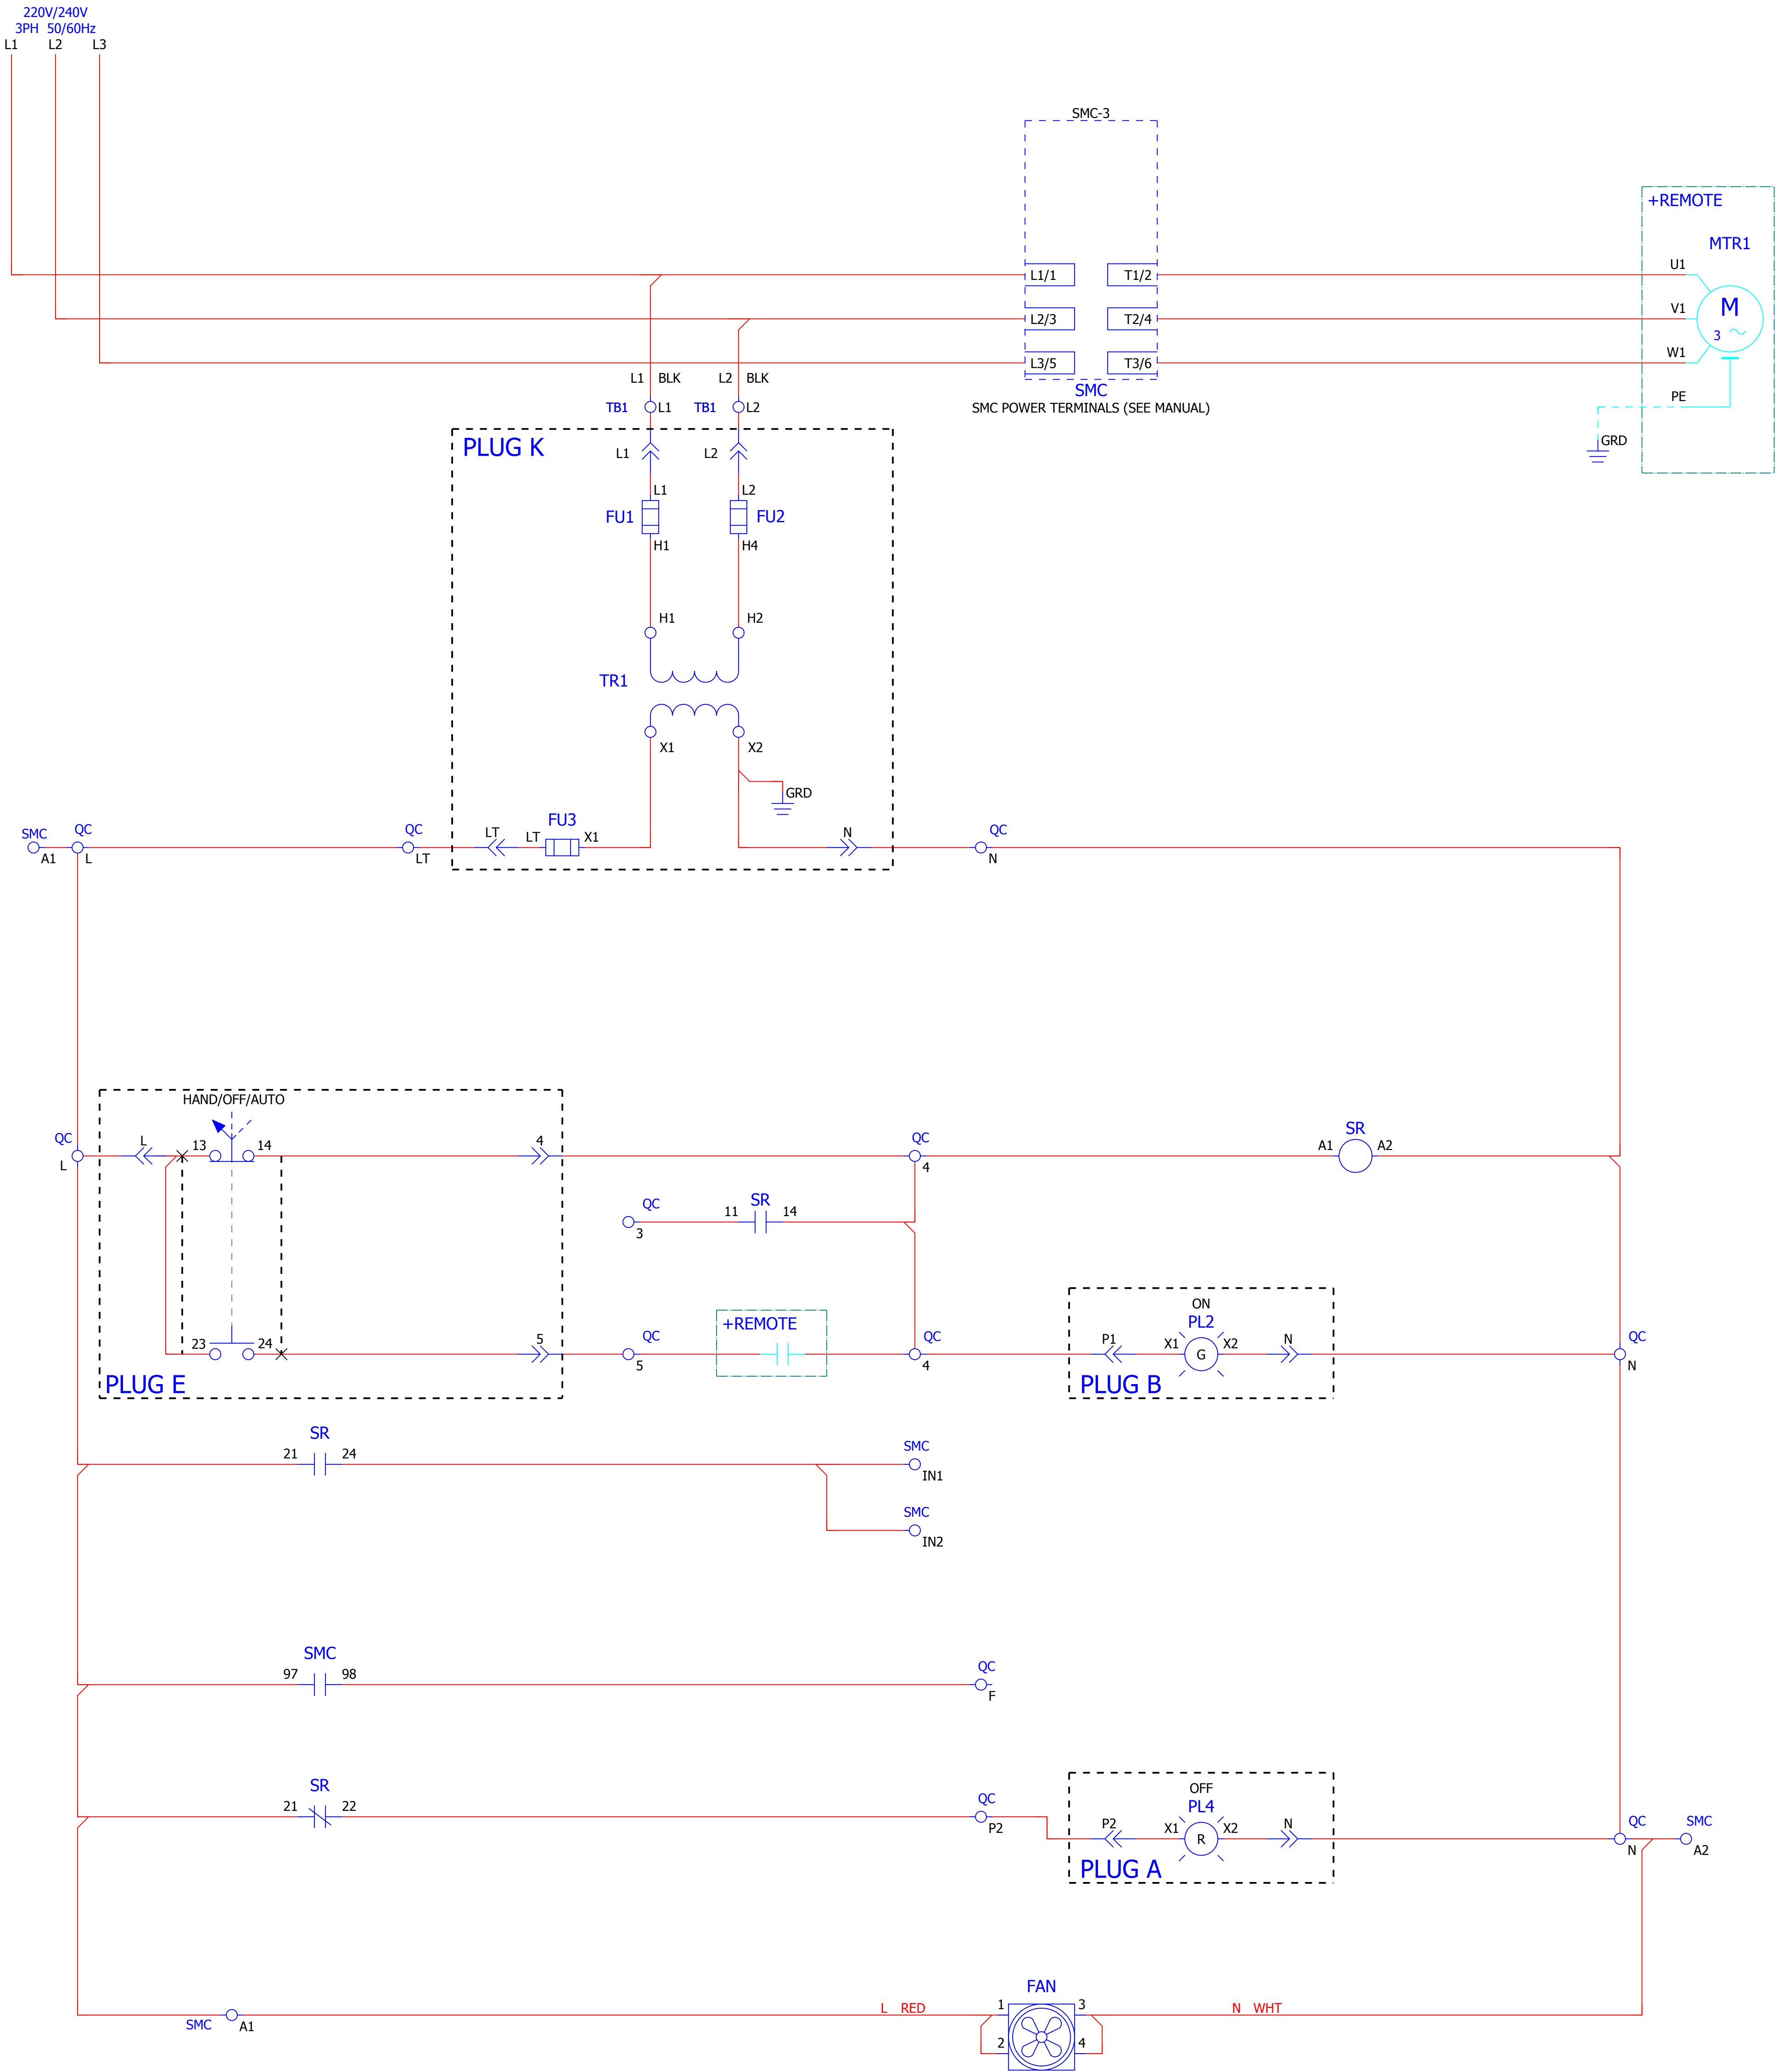 220V/240V
3PH 50/60Hz
L1 L2 L3
SMC-3
+REMOTE
MTR1
L1/1 T1/2 U1
L2/3 T2/4 V1
M
3
L3/5 T3/6 W1
SMC
SMC POWER TERMINALS (SEE MANUAL)
PE
GRD
L1 BLK L2 BLK
TB1 L1 TB1 L2
PLUG K
L1 L2
L1 L2
FU1 FU2
H1 H4
H1 H2
TR1
X1 X2
GRD
FU3
SMC QC QC LT LT X1 N QC
A1 L LT N
HAND/OFF/AUTO
QC L 13 14 4 QC SR
A1 A2
L 4
QC 11 SR 14
3
+REMOTE
ON
PL2
23 24 5 QC QC P1 X1 G X2 N QC
5 4 N
PLUG E
PLUG B
SR
21 24 SMC
IN1
SMC
IN2
SMC
97 98 QC
F
SR
21 22 QC
P2
OFF
PL4
P2 X1 R X2 N QC SMC
N A2
PLUG A
FAN
L RED 1 3 N WHT
SMC A1
2 4